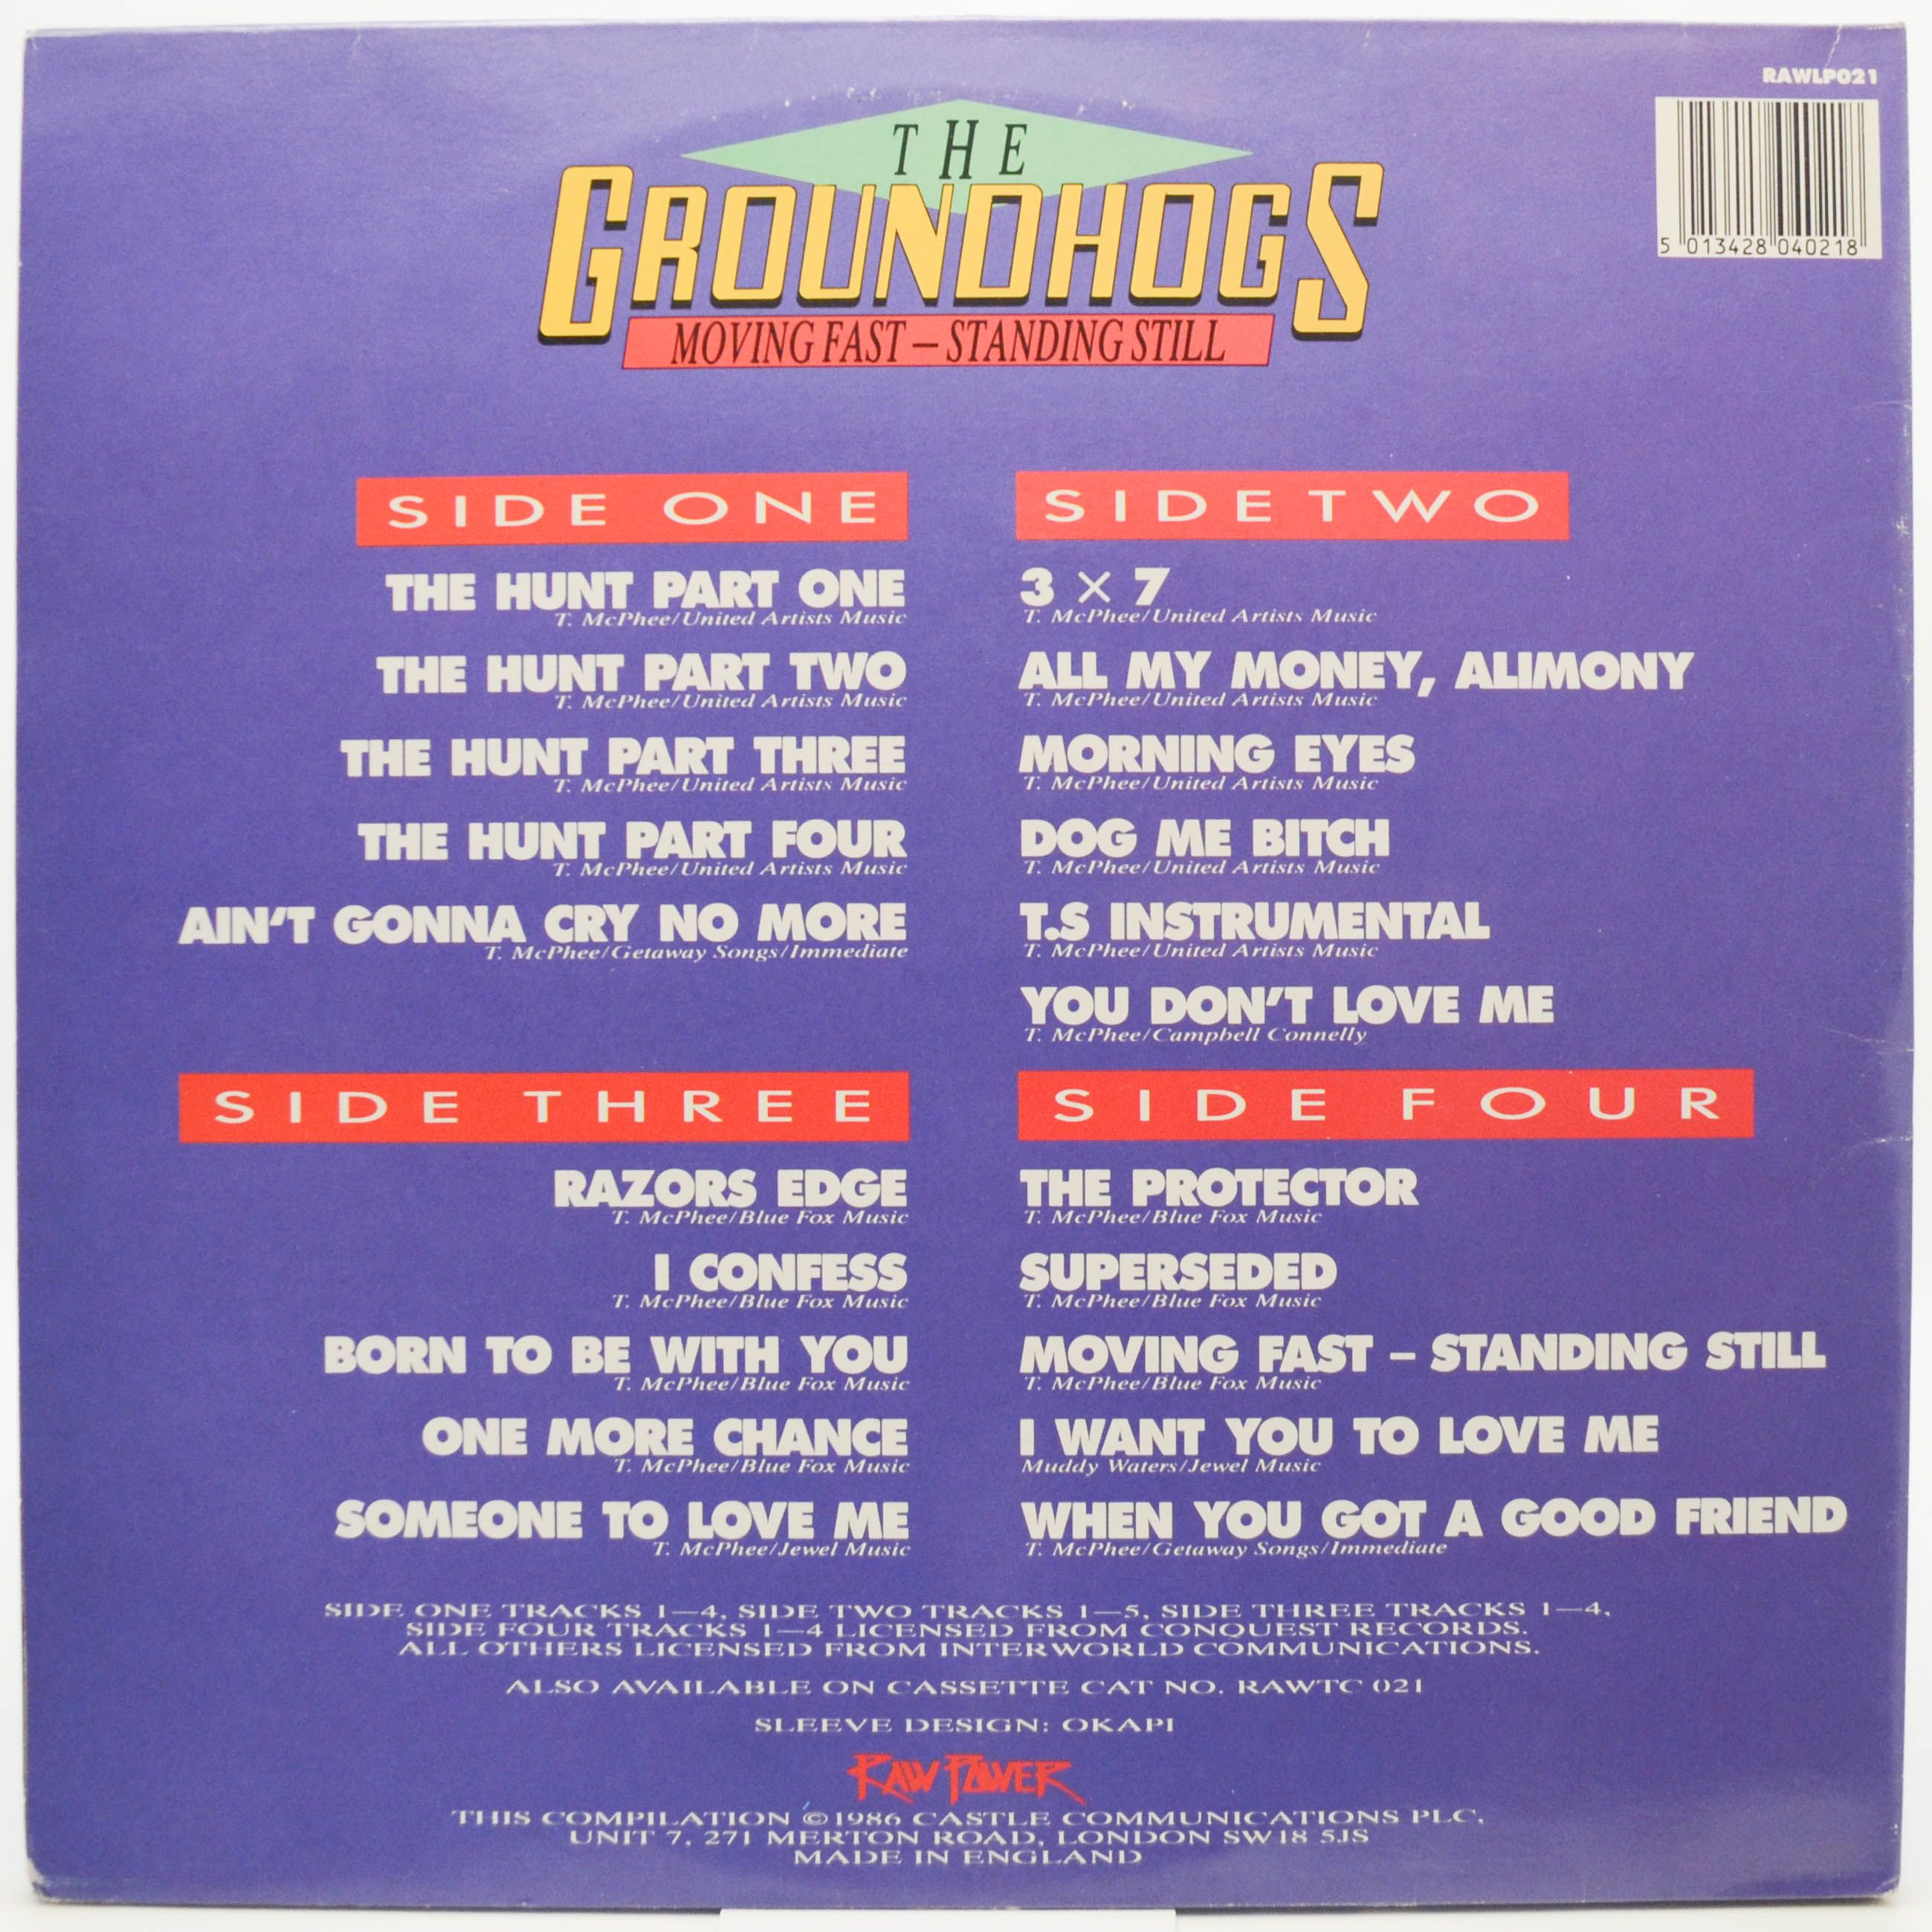 RAWLP021
5 013428 040218
THE
GROUNDHOGS
MOVING FAST – STANDING STILL
SIDE ONE
THE HUNT PART ONE
T. McPhee/United Artists Music
THE HUNT PART TWO
T. McPhee/United Artists Music
THE HUNT PART THREE
T. McPhee/United Artists Music
THE HUNT PART FOUR
T. McPhee/United Artists Music
AIN'T GONNA CRY NO MORE
T. McPhee/Getaway Songs/Immediate
SIDE TWO
3 × 7
T. McPhee/United Artists Music
ALL MY MONEY, ALIMONY
T. McPhee/United Artists Music
MORNING EYES
T. McPhee/United Artists Music
DOG ME BITCH
T. McPhee/United Artists Music
T.S INSTRUMENTAL
T. McPhee/United Artists Music
YOU DON'T LOVE ME
T. McPhee/Campbell Connelly
SIDE THREE
RAZORS EDGE
T. McPhee/Blue Fox Music
I CONFESS
T. McPhee/Blue Fox Music
BORN TO BE WITH YOU
T. McPhee/Blue Fox Music
ONE MORE CHANCE
T. McPhee/Blue Fox Music
SOMEONE TO LOVE ME
T. McPhee/Jewel Music
SIDE FOUR
THE PROTECTOR
T. McPhee/Blue Fox Music
SUPERSEDED
T. McPhee/Blue Fox Music
MOVING FAST – STANDING STILL
T. McPhee/Blue Fox Music
I WANT YOU TO LOVE ME
Muddy Waters/Jewel Music
WHEN YOU GOT A GOOD FRIEND
T. McPhee/Getaway Songs/Immediate
SIDE ONE TRACKS 1—4, SIDE TWO TRACKS 1—5, SIDE THREE TRACKS 1—4,
SIDE FOUR TRACKS 1—4 LICENSED FROM CONQUEST RECORDS.
ALL OTHERS LICENSED FROM INTERWORLD COMMUNICATIONS.
ALSO AVAILABLE ON CASSETTE CAT NO. RAWTC 021
SLEEVE DESIGN: OKAPI
RAW POWER
THIS COMPILATION ©1986 CASTLE COMMUNICATIONS PLC,
UNIT 7, 271 MERTON ROAD, LONDON SW18 5JS
MADE IN ENGLAND